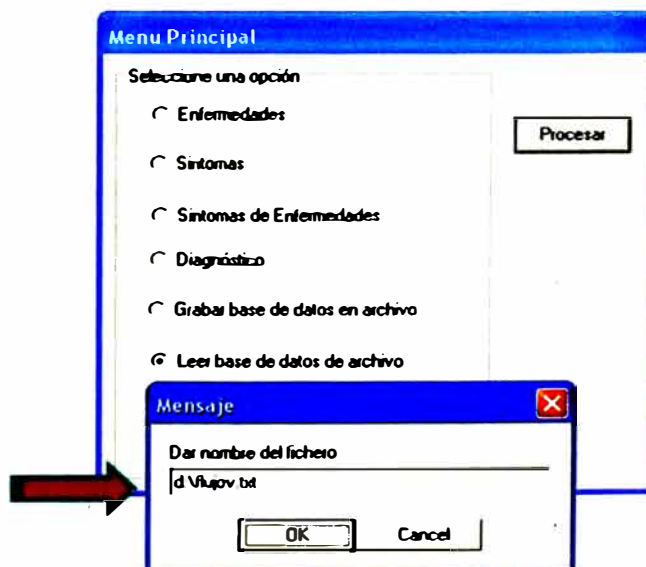 Menu Principal
Seleccione una opción
Enfermedades
Procesar
Sintomas
Sintomas de Enfermedades
Diagnóstico
Grabar base de datos en archivo
Leer base de datos de archivo
Mensaje
Dar nombre del fichero
d:\flujov.txt
OK
Cancel